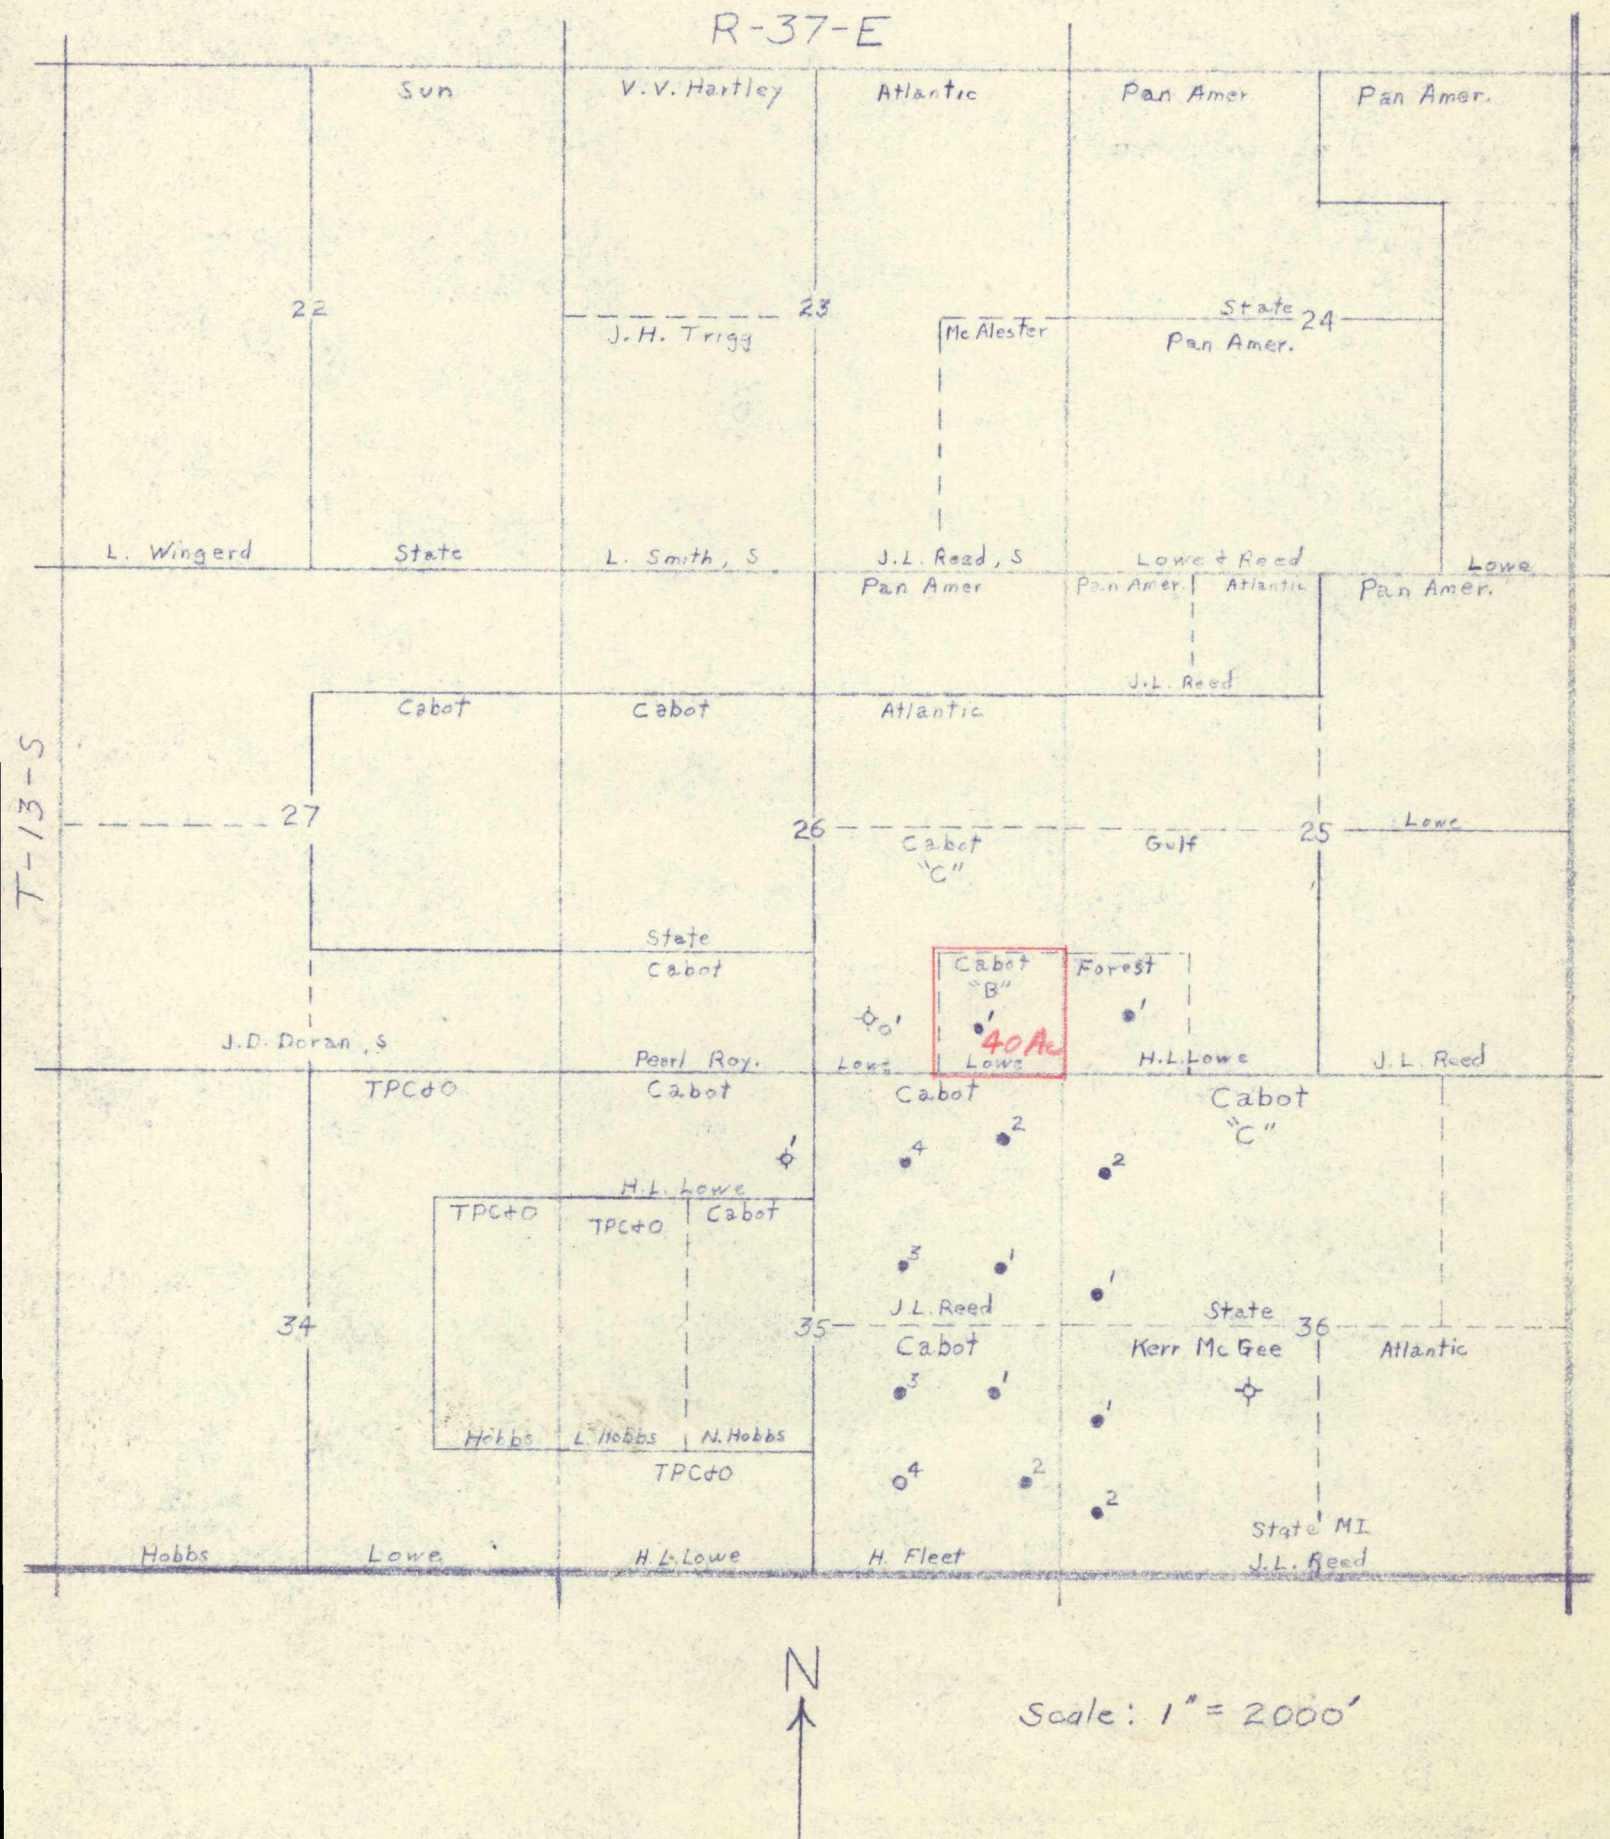 R-37-E
Sun
V.V. Hartley
Atlantic
Pan Amer.
Pan Amer.
22
23
State
24
J.H. Trigg
McAlester
Pan Amer.
L. Wingerd
State
L. Smith, S
J.L. Reed, S
Lowe & Reed
Lowe
Pan Amer
Pan Amer.
Atlantic
Pan Amer.
J.L. Reed
Cabot
Cabot
Atlantic
T-13-S
27
26
25
Lowe
Cabot
"C"
Gulf
State
Cabot
Cabot
"B"
Forest
1
1
1
40 Ac
J.D. Doran, S
Pearl Roy.
Lowe
Lowe
H.L. Lowe
J.L. Reed
TPC&O
Cabot
Cabot
Cabot
"C"
1
4
2
2
H.L. Lowe
TPC&O
TPC&O
Cabot
3
1
1
J.L. Reed
State
34
35
36
Cabot
Kerr McGee
Atlantic
3
1
1
Hobbs
L. Hobbs
N. Hobbs
TPC&O
4
2
2
State MI
Hobbs
Lowe
H.L. Lowe
H. Fleet
J.L. Reed
N
Scale: 1" = 2000'